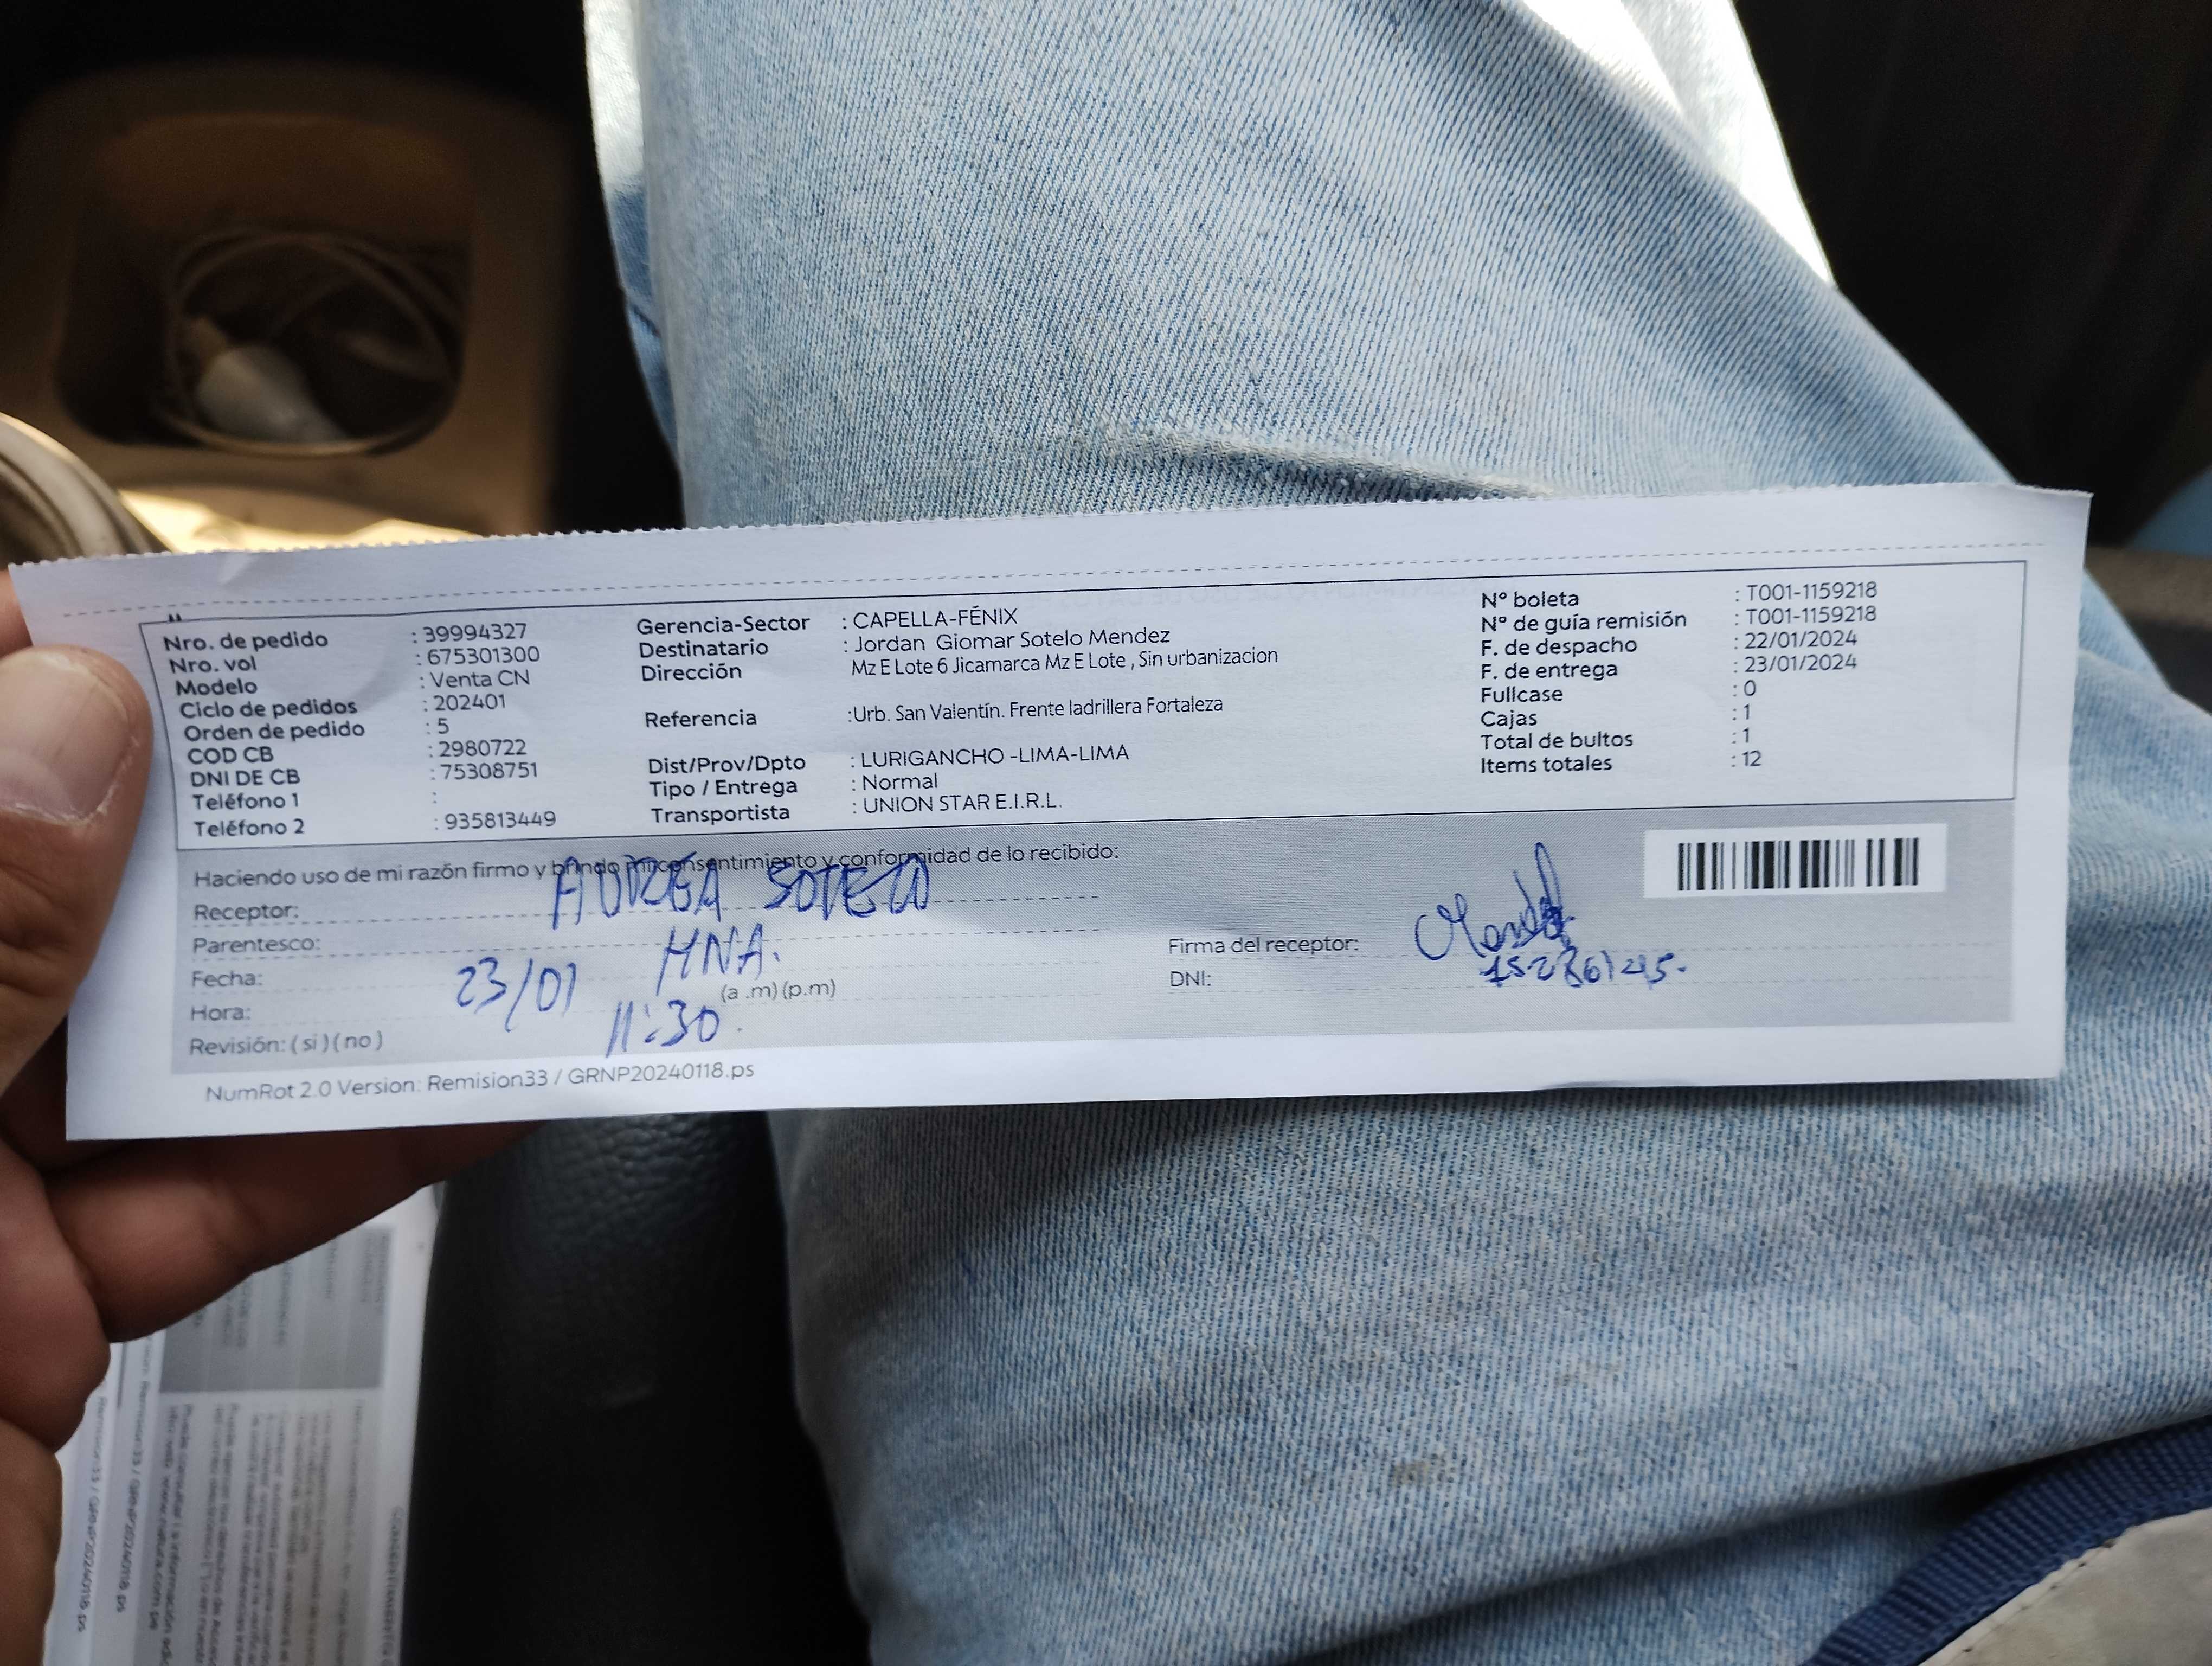 Nro. de pedido : 39994327
Nro. vol : 675301300
Modelo : Venta CN
Ciclo de pedidos : 202401
Orden de pedido : 5
COD CB : 2980722
DNI DE CB : 75308751
Teléfono 1 :
Teléfono 2 : 935813449
Gerencia-Sector : CAPELLA-FÉNIX
Destinatario : Jordan Giomar Sotelo Mendez
Dirección Mz E Lote 6 Jicamarca Mz E Lote , Sin urbanizacion
Referencia :Urb. San Valentín. Frente ladrillera Fortaleza
Dist/Prov/Dpto : LURIGANCHO -LIMA-LIMA
Tipo / Entrega : Normal
Transportista : UNION STAR E.I.R.L.
N° boleta : T001-1159218
N° de guía remisión : T001-1159218
F. de despacho : 22/01/2024
F. de entrega : 23/01/2024
Fullcase : 0
Cajas : 1
Total de bultos : 1
Items totales : 12
Haciendo uso de mi razón firmo y brindo mi consentimiento y conformidad de lo recibido:
Receptor: SOTELO
Parentesco: HNA.
Fecha: 23/01
Hora: 11:30 (a .m) (p.m)
Revisión: ( si ) ( no )
Firma del receptor:
DNI:
NumRot 2.0 Version: Remision33 / GRNP20240118.ps